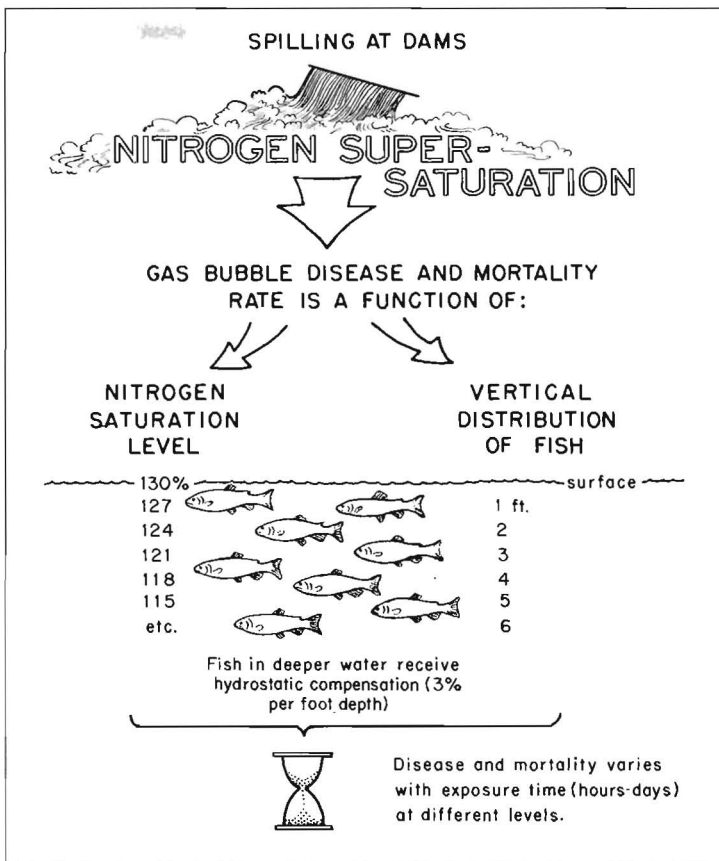 SPILLING AT DAMS
NITROGEN SUPER-
SATURATION
GAS BUBBLE DISEASE AND MORTALITY
RATE IS A FUNCTION OF:
NITROGEN
SATURATION
LEVEL
VERTICAL
DISTRIBUTION
OF FISH
130% surface
127 1 ft.
124 2
121 3
118 4
115 5
etc. 6
Fish in deeper water receive
hydrostatic compensation (3%
per foot depth)
Disease and mortality varies
with exposure time (hours-days)
at different levels.